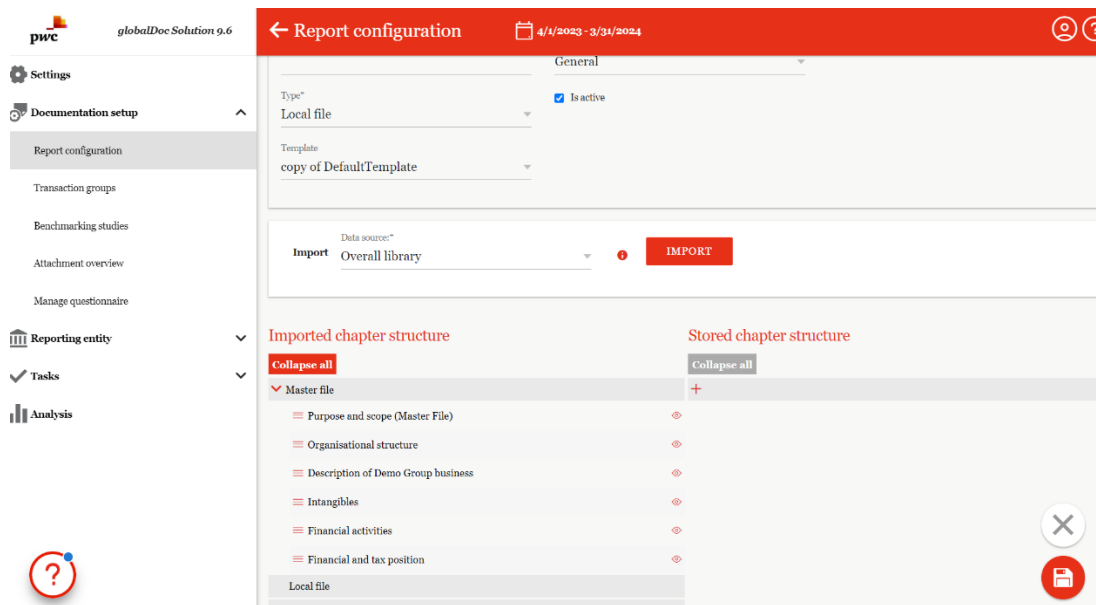 pwc
globalDoc Solution 9.6
Report configuration
4/1/2023 - 3/31/2024
Settings
Documentation setup
Report configuration
Transaction groups
Benchmarking studies
Attachment overview
Manage questionnaire
Reporting entity
Tasks
Analysis
General
Type*
Local file
Is active
Template
copy of DefaultTemplate
Import
Data source:*
Overall library
IMPORT
Imported chapter structure
Stored chapter structure
Collapse all
Collapse all
Master file
Purpose and scope (Master File)
Organisational structure
Description of Demo Group business
Intangibles
Financial activities
Financial and tax position
Local file